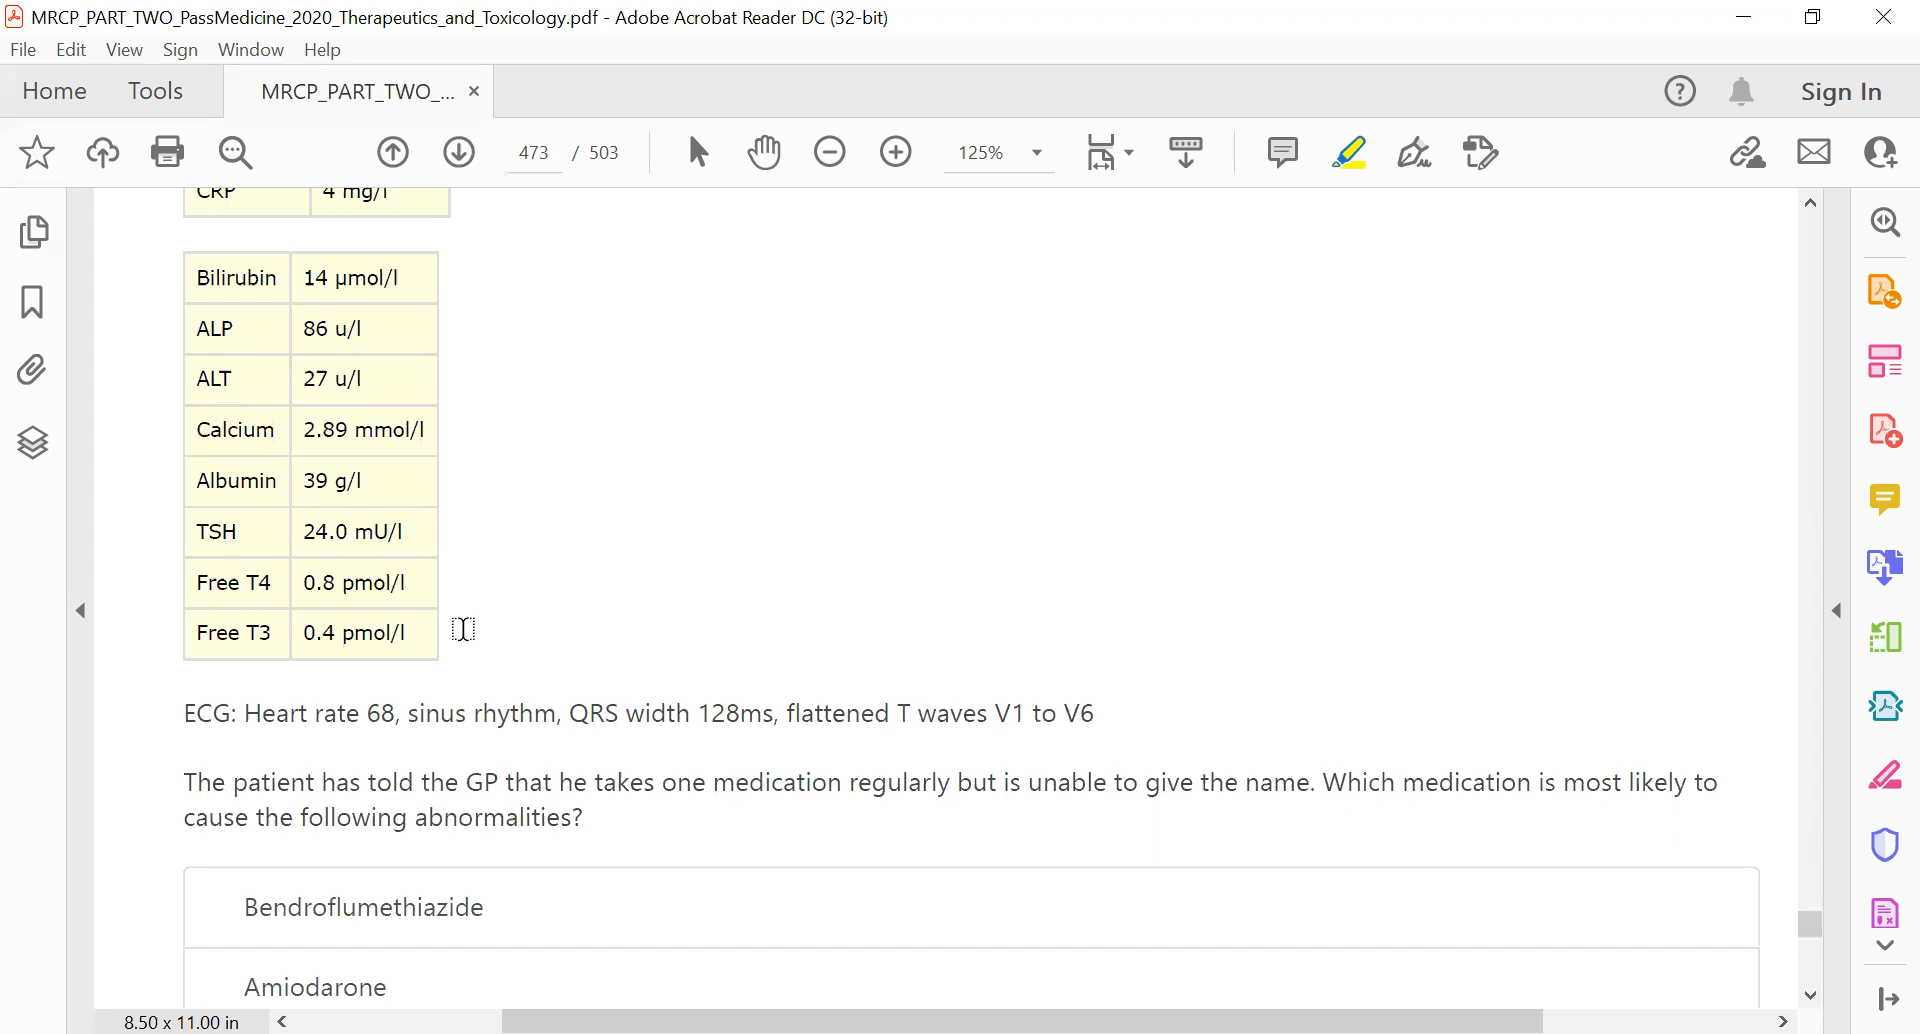 MRCP_PART_TWO_PassMedicine_2020_Therapeutics_and_Toxicology.pdf - Adobe Acrobat Reader DC (32-bit)
File Edit View Sign Window Help
Home Tools MRCP_PART_TWO_... × Sign In
473 / 503 125%
CRP 4 mg/l
Bilirubin 14 µmol/l
ALP 86 u/l
ALT 27 u/l
Calcium 2.89 mmol/l
Albumin 39 g/l
TSH 24.0 mU/l
Free T4 0.8 pmol/l
Free T3 0.4 pmol/l
ECG: Heart rate 68, sinus rhythm, QRS width 128ms, flattened T waves V1 to V6
The patient has told the GP that he takes one medication regularly but is unable to give the name. Which medication is most likely to
cause the following abnormalities?
Bendroflumethiazide
Amiodarone
8.50 x 11.00 in